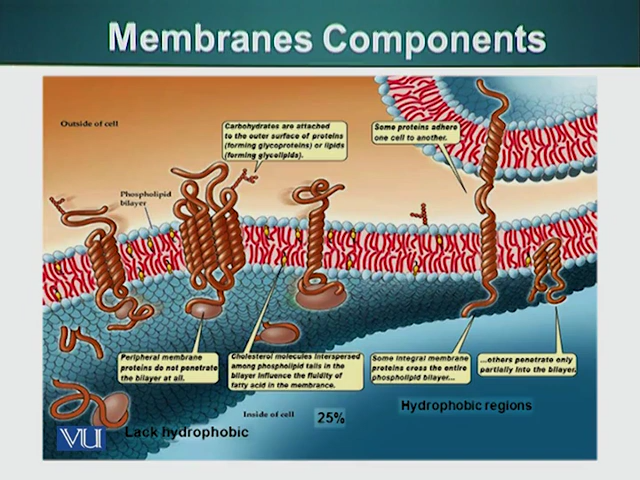 Membranes Components
Outside of cell
Carbohydrates are attached
to the outer surface of proteins
(forming glycoproteins) or lipids
(forming glycolipids).
Some proteins adhere
one cell to another.
Phospholipid
bilayer
Peripheral membrane
proteins do not penetrate
the bilayer at all.
Cholesterol molecules interspersed
among phospholipid tails in the
bilayer influence the fluidity of
fatty acid in the membrance.
Some integral membrane
proteins cross the entire
phospholipid bilayer...
...others penetrate only
partially into the bilayer.
Inside of cell
25%
Hydrophobic regions
VU
Lack hydrophobic